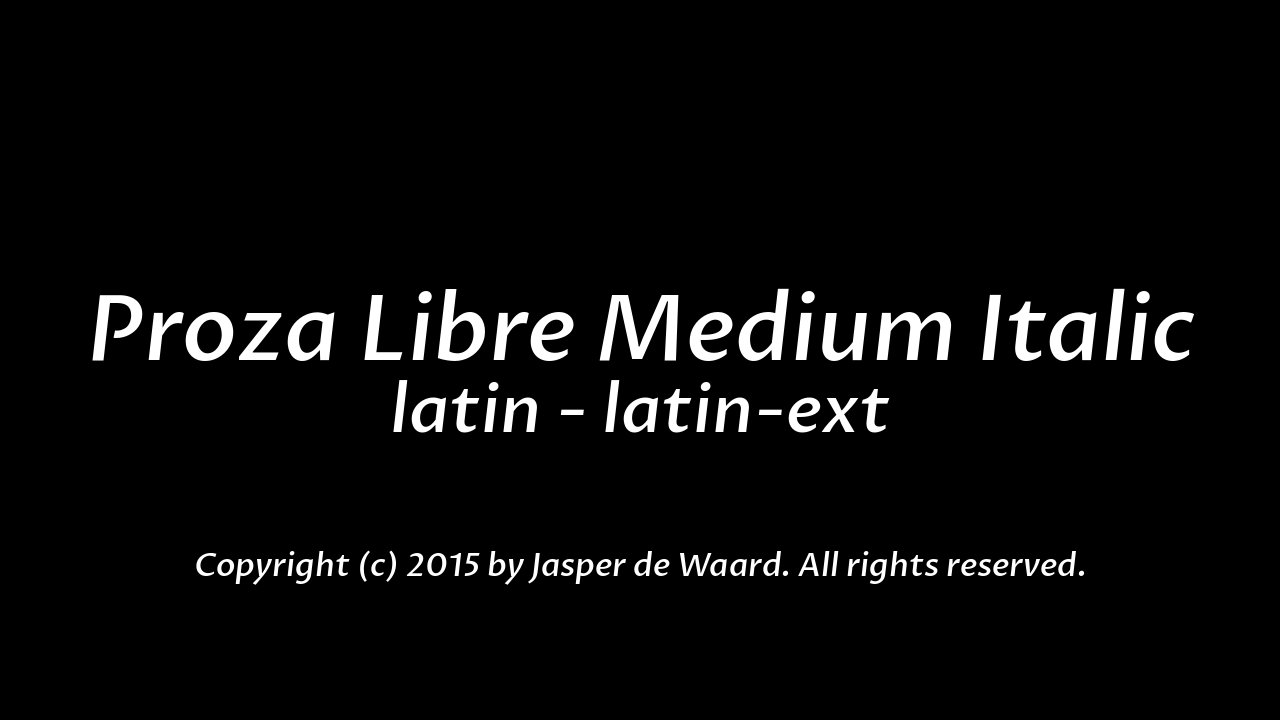 Proza Libre Medium Italic
latin - latin-ext
Copyright (c) 2015 by Jasper de Waard. All rights reserved.